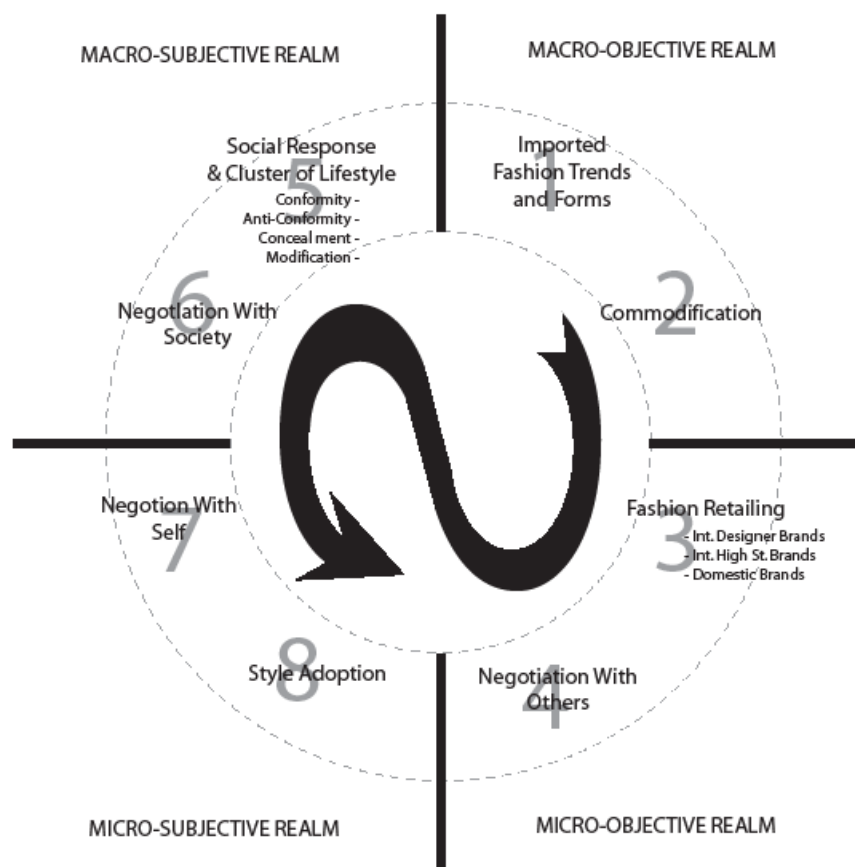 MACRO-SUBJECTIVE REALM
MACRO-OBJECTIVE REALM
5
Social Response
& Cluster of Lifestyle
Conformity -
Anti-Conformity -
Conceal ment -
Modification -
1
Imported
Fashion Trends
and Forms
6
Negotlation With
Society
2
Commodification
7
Negotion With
Self
3
Fashion Retailing
- Int. Designer Brands
- Int. High St. Brands
- Domestic Brands
8
Style Adoption
4
Negotiation With
Others
MICRO-SUBJECTIVE REALM
MICRO-OBJECTIVE REALM